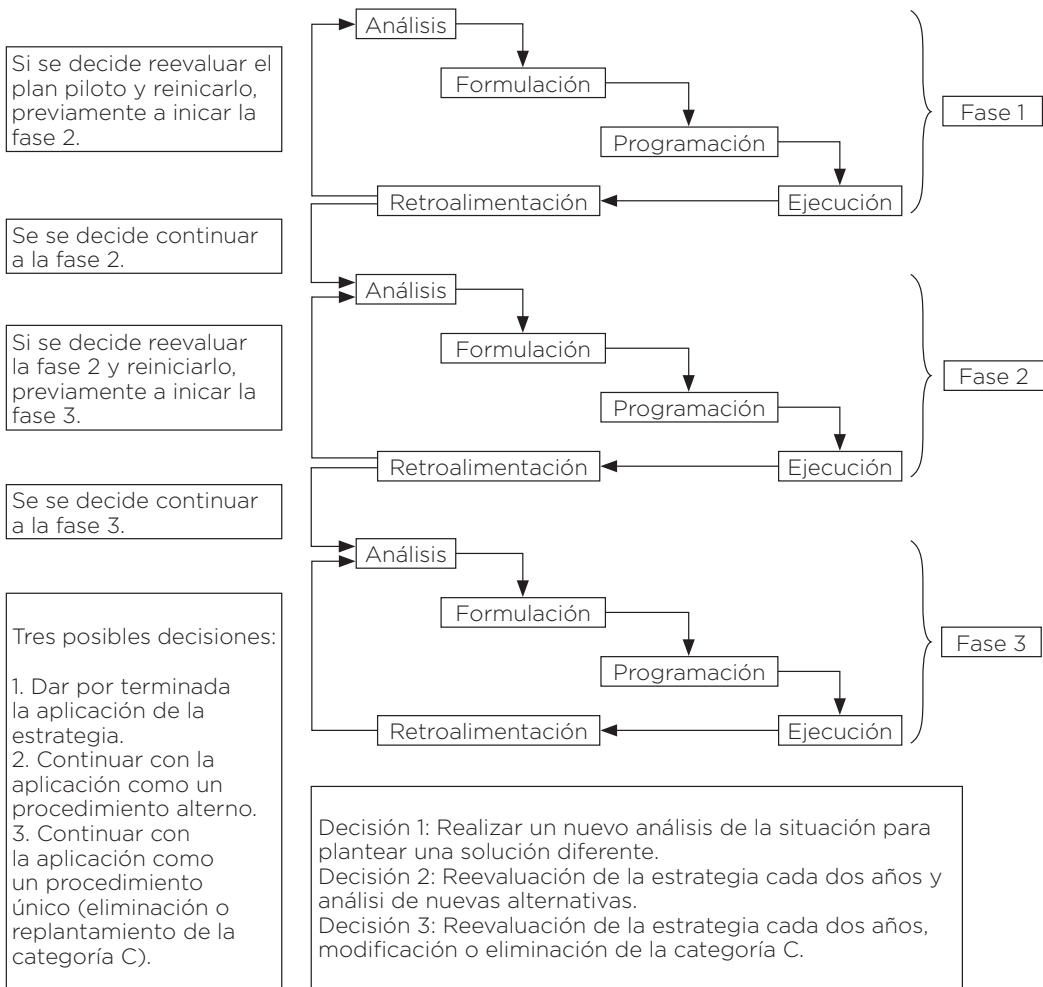 Análisis
Si se decide reevaluar el
plan piloto y reinicarlo,
previamente a inicar la
fase 2.
Formulación
Fase 1
Programación
Retroalimentación
Ejecución
Se se decide continuar
a la fase 2.
Análisis
Si se decide reevaluar
la fase 2 y reiniciarlo,
previamente a inicar la
fase 3.
Formulación
Fase 2
Programación
Retroalimentación
Ejecución
Se se decide continuar
a la fase 3.
Análisis
Formulación
Fase 3
Programación
Retroalimentación
Ejecución
Tres posibles decisiones:
1. Dar por terminada
la aplicación de la
estrategia.
2. Continuar con la
aplicación como un
procedimiento alterno.
3. Continuar con
la aplicación como
un procedimiento
único (eliminación o
replantamiento de la
categoría C).
Decisión 1: Realizar un nuevo análisis de la situación para
plantear una solución diferente.
Decisión 2: Reevaluación de la estrategia cada dos años y
análisi de nuevas alternativas.
Decisión 3: Reevaluación de la estrategia cada dos años,
modificación o eliminación de la categoría C.